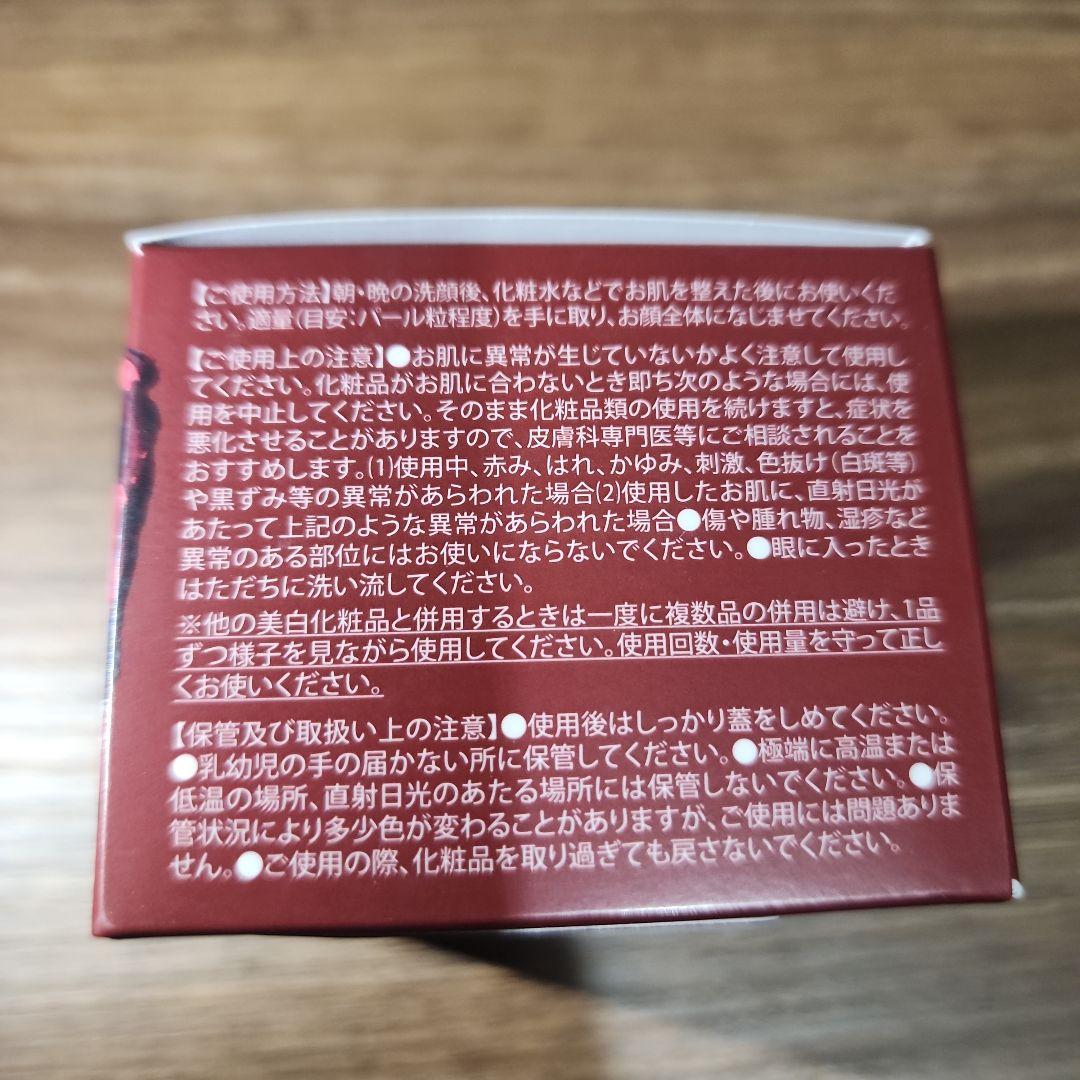 【ご使用方法】朝・晩の洗顔後、化粧水などでお肌を整えた後にお使いくだ
さい。適量(目安:パール粒程度)を手に取り、お顔全体になじませてください。
【ご使用上の注意】●お肌に異常が生じていないかよく注意して使用し
てください。化粧品がお肌に合わないとき即ち次のような場合には、使
用を中止してください。そのまま化粧品類の使用を続けますと、症状を
悪化させることがありますので、皮膚科専門医等にご相談されることを
おすすめします。(1)使用中、赤み、はれ、かゆみ、刺激、色抜け(白斑等)
や黒ずみ等の異常があらわれた場合(2)使用したお肌に、直射日光が
あたって上記のような異常があらわれた場合●傷や腫れ物、湿疹など
異常のある部位にはお使いにならないでください。●眼に入ったとき
はただちに洗い流してください。
※他の美白化粧品と併用するときは一度に複数品の併用は避け、1品
ずつ様子を見ながら使用してください。使用回数・使用量を守って正し
くお使いください。
【保管及び取扱い上の注意】●使用後はしっかり蓋をしめてください。
●乳幼児の手の届かない所に保管してください。●極端に高温または
低温の場所、直射日光のあたる場所には保管しないでください。●保
管状況により多少色が変わることがありますが、ご使用には問題ありま
せん。●ご使用の際、化粧品を取り過ぎても戻さないでください。